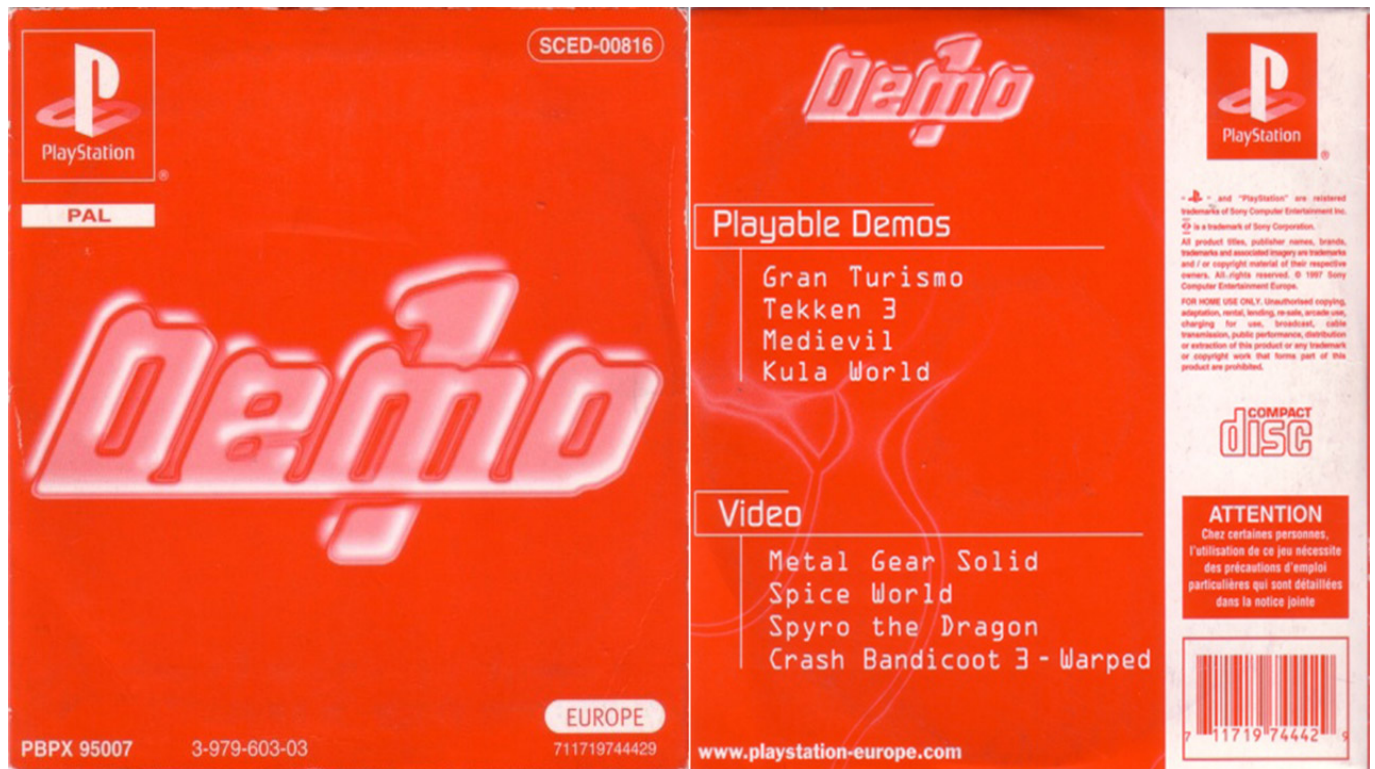 PlayStation
®
PAL
SCED-00816
Demo 1
EUROPE
PBPX 95007
3-979-603-03
711719744429
Demo 1
Playable Demos
Gran Turismo
Tekken 3
Medievil
Kula World
Video
Metal Gear Solid
Spice World
Spyro the Dragon
Crash Bandicoot 3 - Warped
www.playstation-europe.com
PlayStation
®
" " and "PlayStation" are reistered
trademarks of Sony Computer Entertainment Inc.
is a trademark of Sony Corporation.
All product titles, publisher names, brands,
trademarks and associated imagery are trademarks
and / or copyright material of their respective
owners. All rights reserved. © 1997 Sony
Computer Entertainment Europe.
FOR HOME USE ONLY. Unauthorised copying,
adaptation, rental, lending, re-sale, arcade use,
charging for use, broadcast, cable
transmission, public performance, distribution
or extraction of this product or any trademark
or copyright work that forms part of this
product are prohibited.
COMPACT
disc
ATTENTION
Chez certaines personnes,
l'utilisation de ce jeu nécessite
des précautions d'emploi
particulières qui sont détaillées
dans la notice jointe
7 11719 74442 9